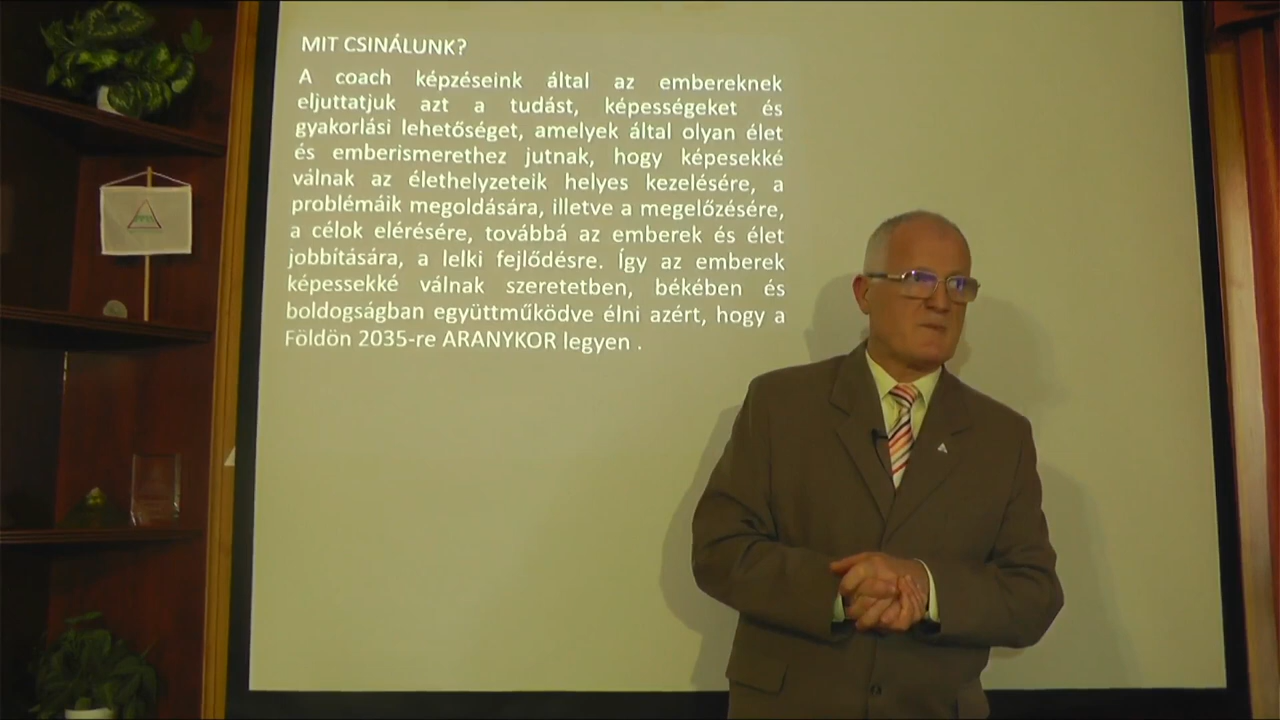 MIT CSINÁLUNK?
A coach képzéseink által az embereknek
eljuttatjuk azt a tudást, képességeket és
gyakorlási lehetőséget, amelyek által olyan élet
és emberismerethez jutnak, hogy képesekké
válnak az élethelyzeteik helyes kezelésére, a
problémáik megoldására, illetve a megelőzésére,
a célok elérésére, továbbá az emberek és élet
jobbítására, a lelki fejlődésre. Így az emberek
képessekké válnak szeretetben, békében és
boldogságban együttműködve élni azért, hogy a
Földön 2035-re ARANYKOR legyen .